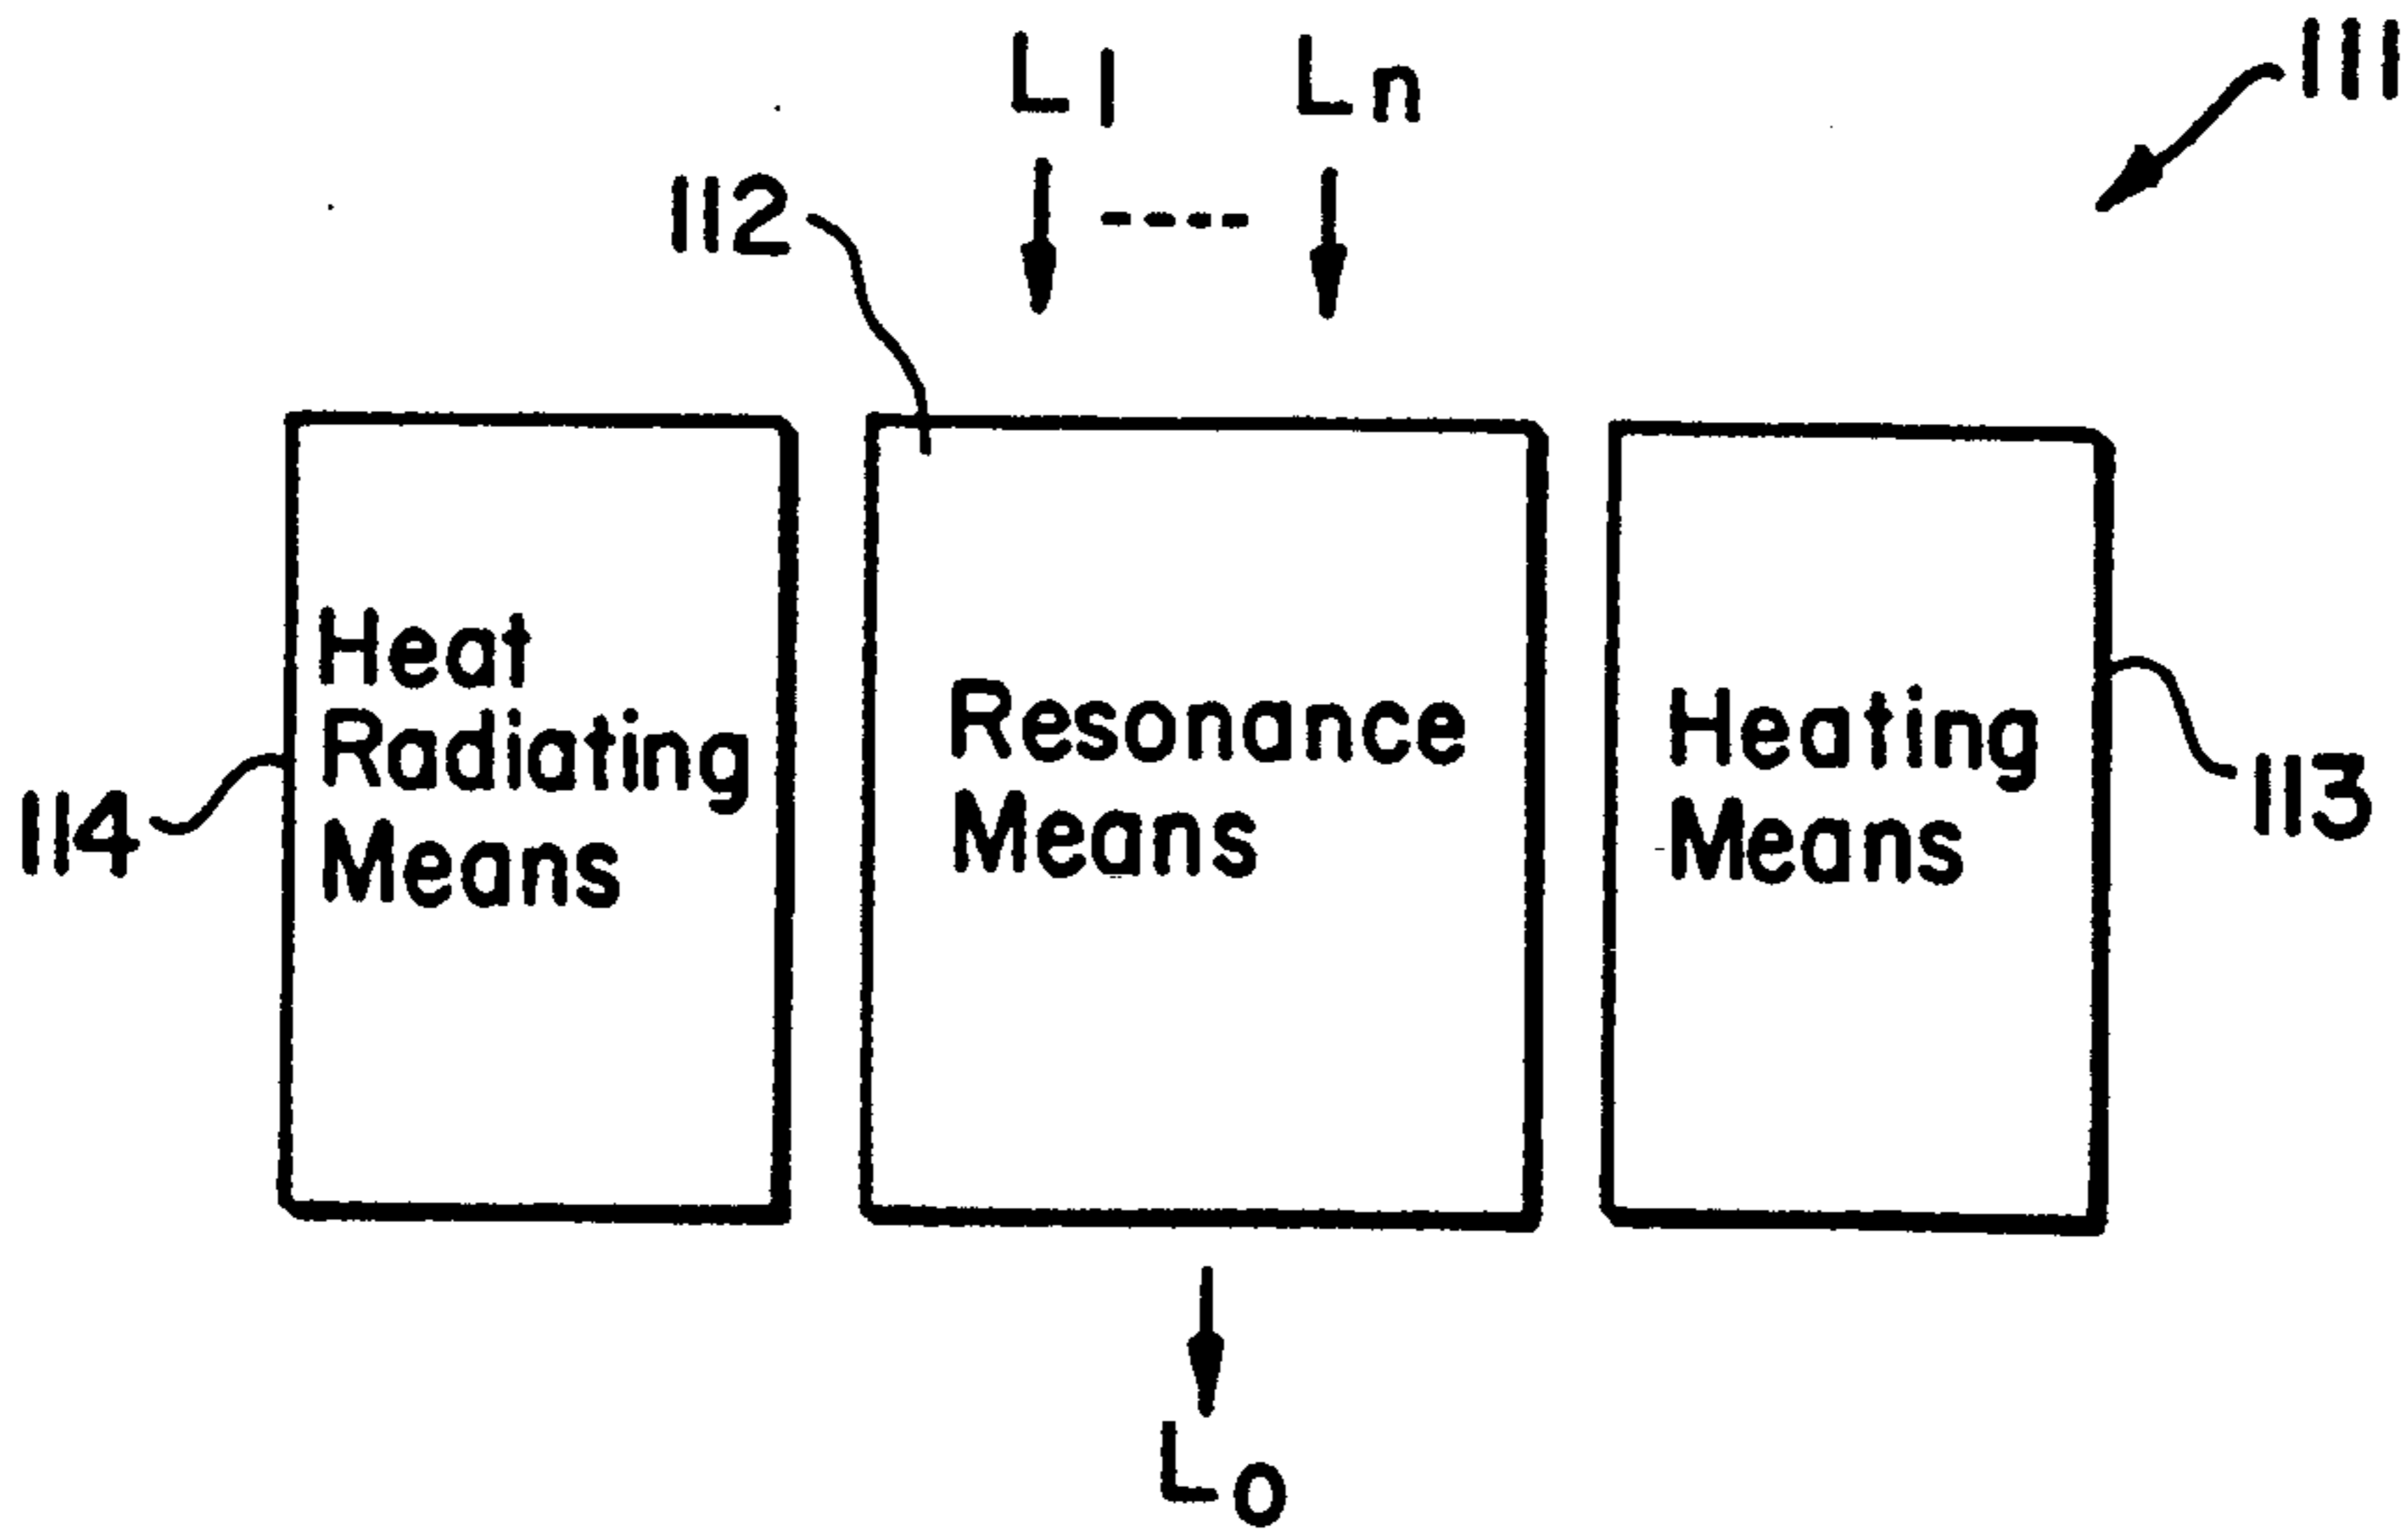 L1 Ln
111
112
Heat
Radiating
Means
Resonance
Means
Heating
Means
114
113
Lo